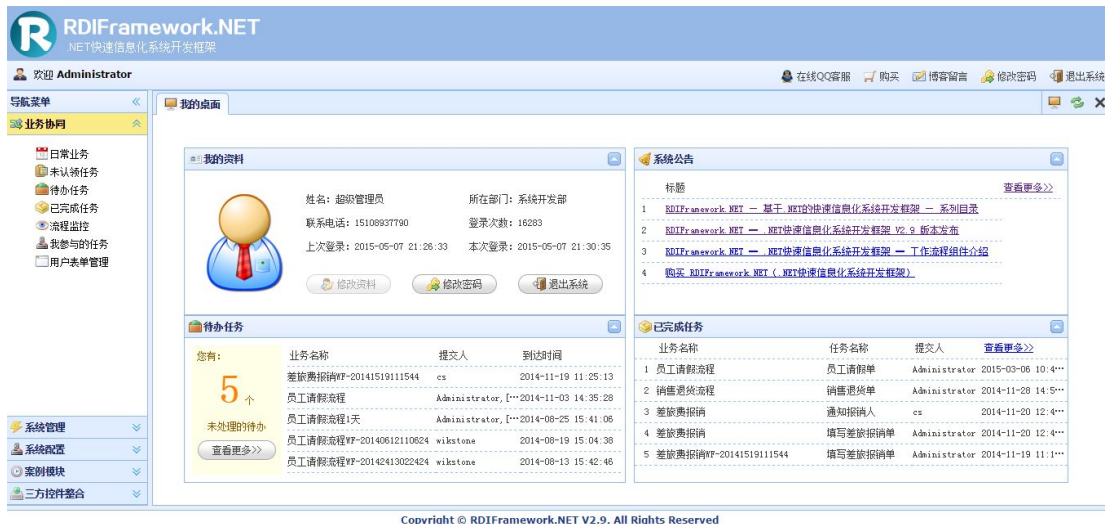 RDIFramework.NET
.NET快速信息化系统开发框架
欢迎 Administrator
在线QQ客服 购买 博客留言 修改密码 退出系统
导航菜单
我的桌面
业务协同
日常业务
未认领任务
待办任务
已完成任务
流程监控
我参与的任务
用户表单管理
系统管理
系统配置
案例模块
三方控件整合
我的资料
姓名：超级管理员 所在部门：系统开发部
联系电话：15108937790 登录次数：16283
上次登录：2015-05-07 21:26:33 本次登录：2015-05-07 21:30:35
修改资料 修改密码 退出系统
系统公告
标题 查看更多>>
1 RDIFramework.NET — 基于.NET的快速信息化系统开发框架 — 系列目录
2 RDIFramework.NET — .NET快速信息化系统开发框架 V2.9 版本发布
3 RDIFramework.NET — .NET快速信息化系统开发框架 — 工作流程组件介绍
4 购买 RDIFramework.NET（.NET快速信息化系统开发框架）
待办任务
您有：
5个
未处理的待办
查看更多>>
业务名称 提交人 到达时间
差旅费报销WF-20141519111544 cs 2014-11-19 11:25:13
员工请假流程 Administrator, [… 2014-11-03 14:35:28
员工请假流程1天 Administrator, [… 2014-08-25 15:41:06
员工请假流程WF-20140612110624 wikstone 2014-08-19 15:04:38
员工请假流程WF-20142413022424 wikstone 2014-08-13 15:42:46
已完成任务
业务名称 任务名称 提交人 查看更多>>
1 员工请假流程 员工请假单 Administrator 2015-03-06 10:4…
2 销售退货流程 销售退货单 Administrator 2014-11-28 14:5…
3 差旅费报销 通知报销人 cs 2014-11-20 12:4…
4 差旅费报销 填写差旅报销单 Administrator 2014-11-20 12:4…
5 差旅费报销WF-20141519111544 填写差旅报销单 Administrator 2014-11-19 11:1…
Copyright © RDIFramework.NET V2.9. All Rights Reserved